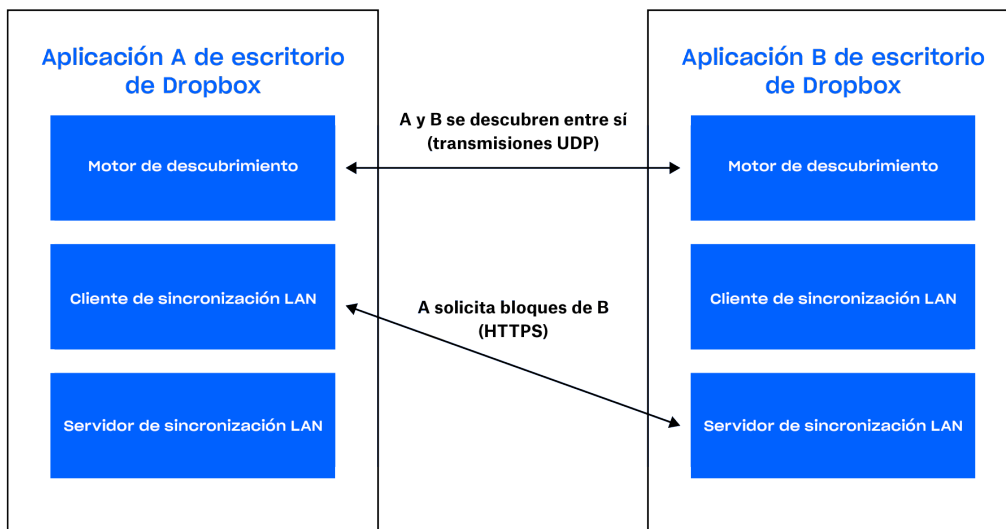 Aplicación A de escritorio
de Dropbox
Motor de descubrimiento
Cliente de sincronización LAN
Servidor de sincronización LAN
A y B se descubren entre sí
(transmisiones UDP)
A solicita bloques de B
(HTTPS)
Aplicación B de escritorio
de Dropbox
Motor de descubrimiento
Cliente de sincronización LAN
Servidor de sincronización LAN